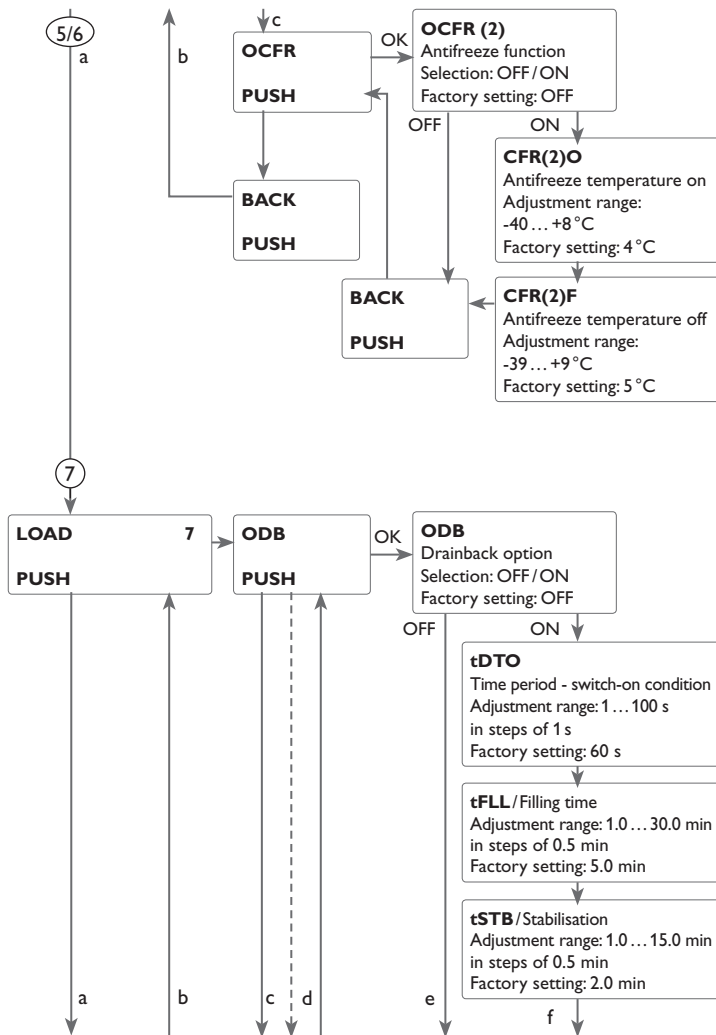 5/6
a
b
c
OCFR
PUSH
OK
OCFR (2)
Antifreeze function
Selection: OFF/ON
Factory setting: OFF
OFF
ON
BACK
PUSH
CFR(2)O
Antifreeze temperature on
Adjustment range:
-40 … +8 °C
Factory setting: 4 °C
BACK
PUSH
CFR(2)F
Antifreeze temperature off
Adjustment range:
-39 … +9 °C
Factory setting: 5 °C
7
LOAD 7
PUSH
ODB
PUSH
OK
ODB
Drainback option
Selection: OFF/ON
Factory setting: OFF
OFF
ON
tDTO
Time period - switch-on condition
Adjustment range: 1 … 100 s
in steps of 1 s
Factory setting: 60 s
tFLL/Filling time
Adjustment range: 1.0 … 30.0 min
in steps of 0.5 min
Factory setting: 5.0 min
tSTB/Stabilisation
Adjustment range: 1.0 … 15.0 min
in steps of 0.5 min
Factory setting: 2.0 min
a
b
c
d
e
f